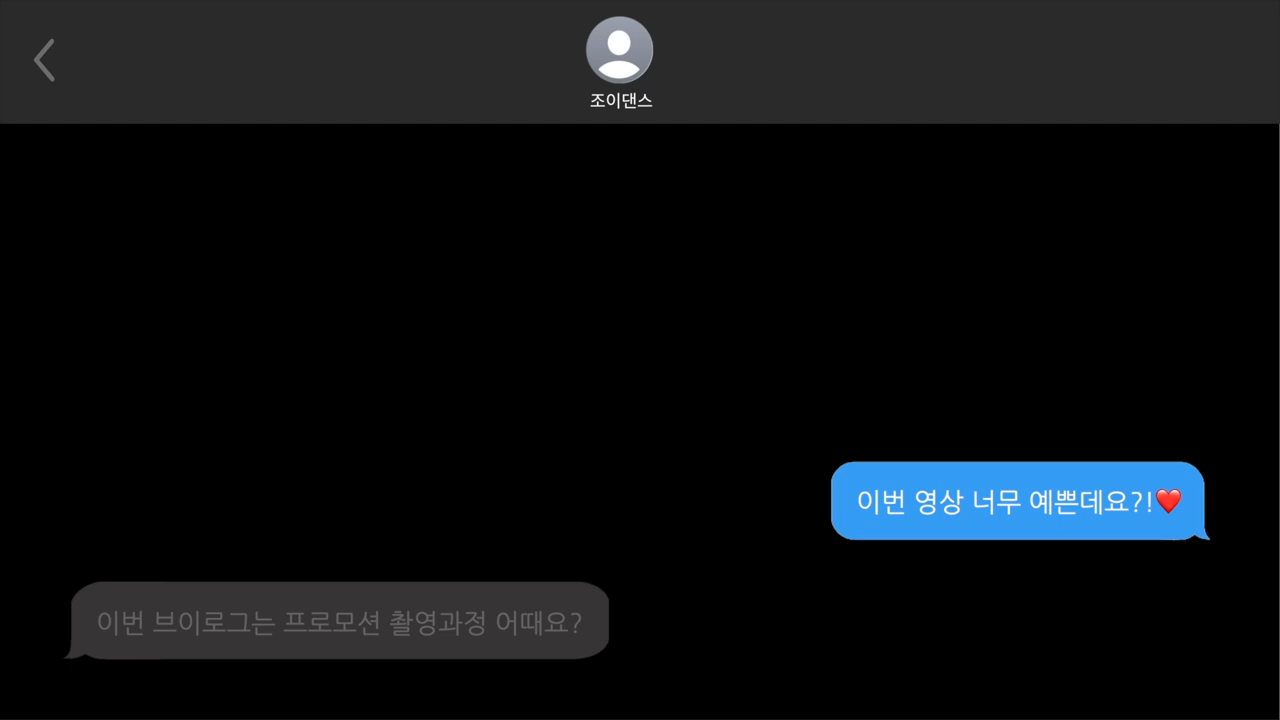 조이댄스
이번 영상 너무 예쁜데요?!❤️
이번 브이로그는 프로모션 촬영과정 어때요?